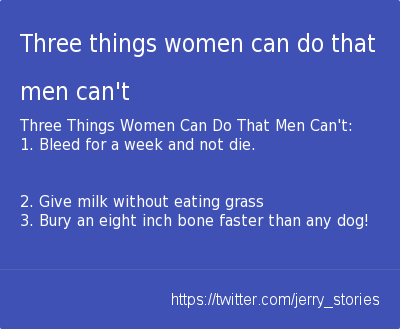 Three things women can do that
men can't
Three Things Women Can Do That Men Can't:
1. Bleed for a week and not die.
2. Give milk without eating grass
3. Bury an eight inch bone faster than any dog!
https://twitter.com/jerry_stories